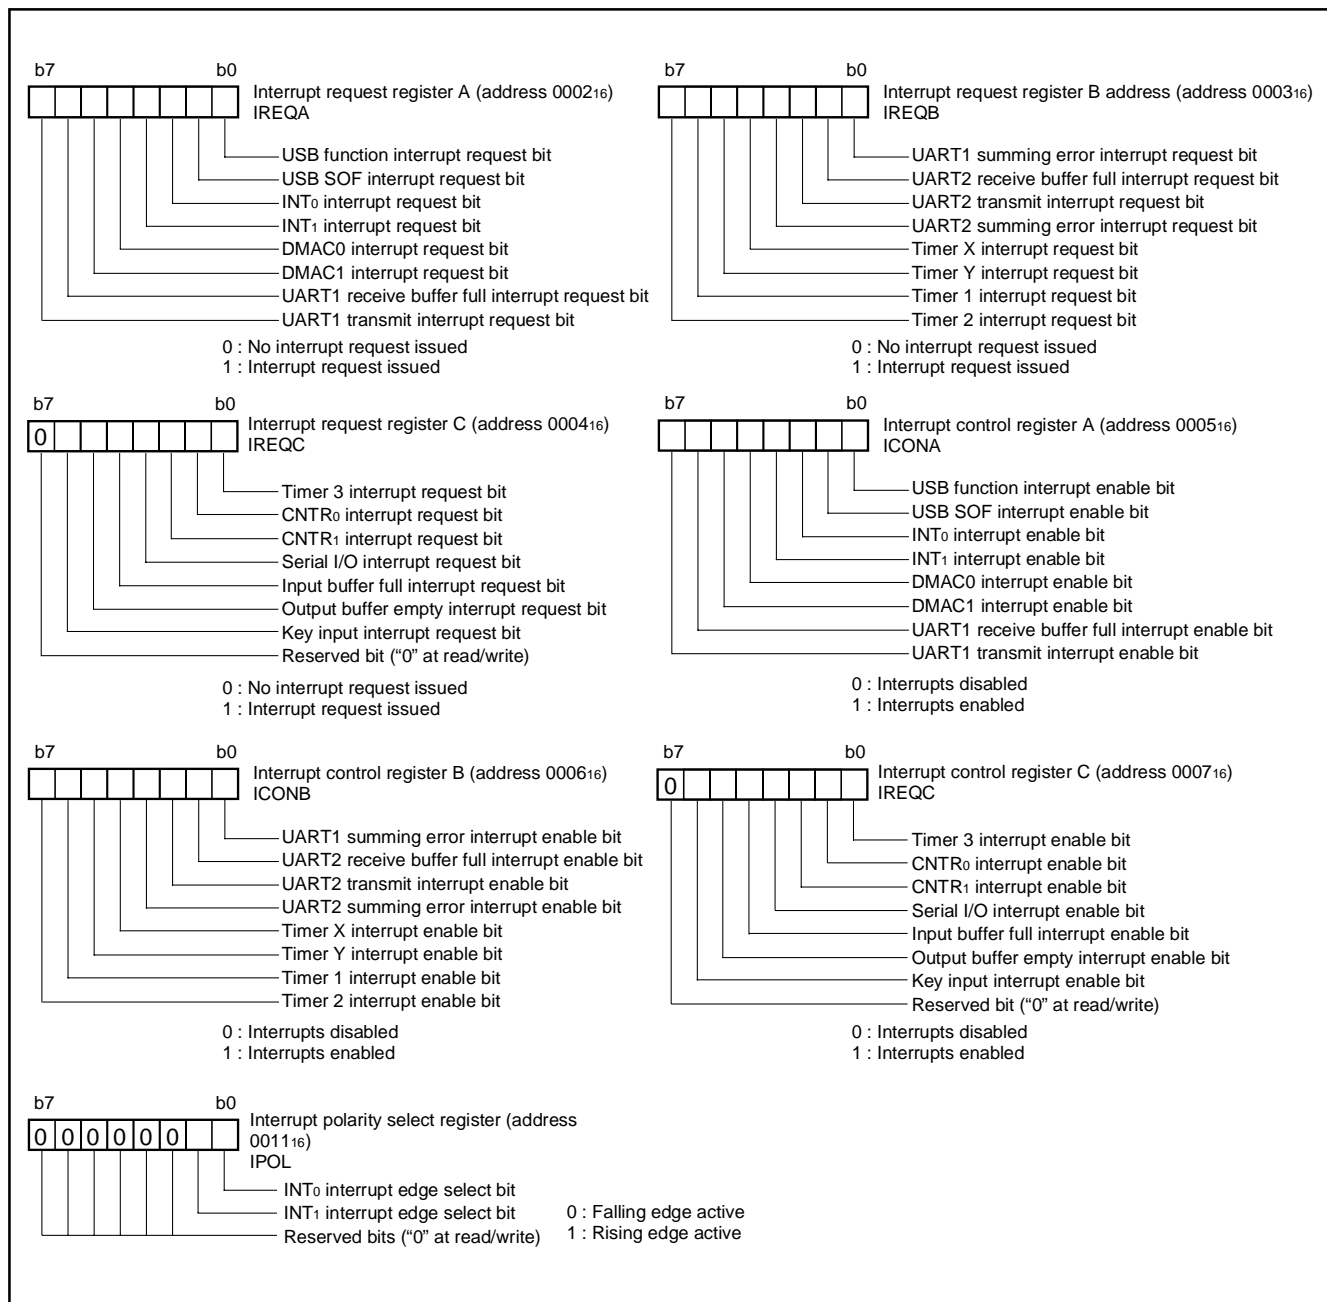 b7 b0
Interrupt request register A (address 0002₁₆)
IREQA
USB function interrupt request bit
USB SOF interrupt request bit
INT₀ interrupt request bit
INT₁ interrupt request bit
DMAC0 interrupt request bit
DMAC1 interrupt request bit
UART1 receive buffer full interrupt request bit
UART1 transmit interrupt request bit
0 : No interrupt request issued
1 : Interrupt request issued
b7 b0
Interrupt request register B address (address 0003₁₆)
IREQB
UART1 summing error interrupt request bit
UART2 receive buffer full interrupt request bit
UART2 transmit interrupt request bit
UART2 summing error interrupt request bit
Timer X interrupt request bit
Timer Y interrupt request bit
Timer 1 interrupt request bit
Timer 2 interrupt request bit
0 : No interrupt request issued
1 : Interrupt request issued
b7 b0
0
Interrupt request register C (address 0004₁₆)
IREQC
Timer 3 interrupt request bit
CNTR₀ interrupt request bit
CNTR₁ interrupt request bit
Serial I/O interrupt request bit
Input buffer full interrupt request bit
Output buffer empty interrupt request bit
Key input interrupt request bit
Reserved bit (“0” at read/write)
0 : No interrupt request issued
1 : Interrupt request issued
b7 b0
Interrupt control register A (address 0005₁₆)
ICONA
USB function interrupt enable bit
USB SOF interrupt enable bit
INT₀ interrupt enable bit
INT₁ interrupt enable bit
DMAC0 interrupt enable bit
DMAC1 interrupt enable bit
UART1 receive buffer full interrupt enable bit
UART1 transmit interrupt enable bit
0 : Interrupts disabled
1 : Interrupts enabled
b7 b0
Interrupt control register B (address 0006₁₆)
ICONB
UART1 summing error interrupt enable bit
UART2 receive buffer full interrupt enable bit
UART2 transmit interrupt enable bit
UART2 summing error interrupt enable bit
Timer X interrupt enable bit
Timer Y interrupt enable bit
Timer 1 interrupt enable bit
Timer 2 interrupt enable bit
0 : Interrupts disabled
1 : Interrupts enabled
b7 b0
0
Interrupt control register C (address 0007₁₆)
IREQC
Timer 3 interrupt enable bit
CNTR₀ interrupt enable bit
CNTR₁ interrupt enable bit
Serial I/O interrupt enable bit
Input buffer full interrupt enable bit
Output buffer empty interrupt enable bit
Key input interrupt enable bit
Reserved bit (“0” at read/write)
0 : Interrupts disabled
1 : Interrupts enabled
b7 b0
0 0 0 0 0 0
Interrupt polarity select register (address
0011₁₆)
IPOL
INT₀ interrupt edge select bit
INT₁ interrupt edge select bit
Reserved bits (“0” at read/write)
0 : Falling edge active
1 : Rising edge active